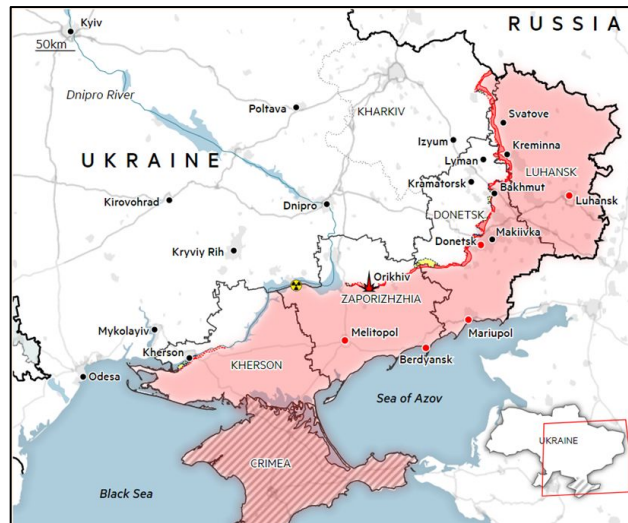 Kyiv
RUSSIA
50km
Dnipro River
Poltava
KHARKIV
Svatove
Izyum
Kreminna
UKRAINE
Lyman
LUHANSK
Kramatorsk
Bakhmut
Kirovohrad
Dnipro
DONETSK
Luhansk
Makiivka
Donetsk
Kryviy Rih
Orikhiv
ZAPORIZHZHIA
Mykolayiv
Melitopol
Mariupol
Kherson
Berdyansk
KHERSON
Odesa
Sea of Azov
UKRAINE
CRIMEA
Black Sea